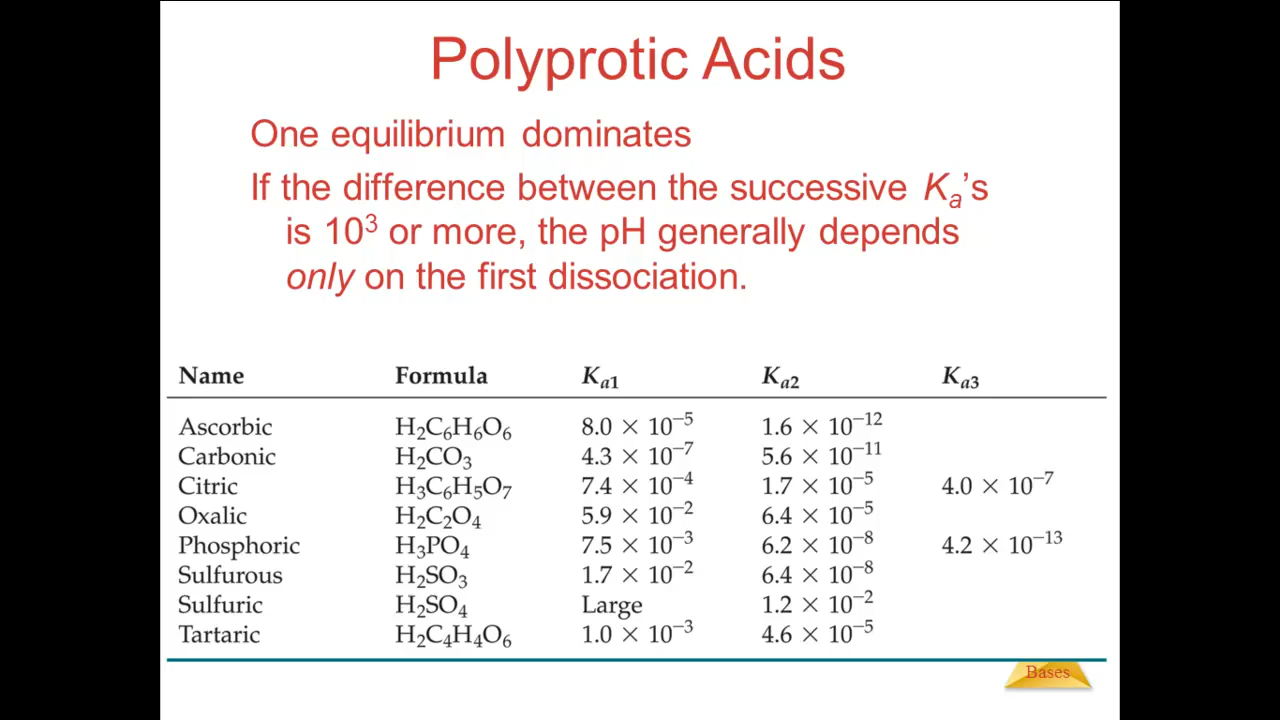 Polyprotic Acids
One equilibrium dominates
If the difference between the successive Kₐ’s
is 10³ or more, the pH generally depends
only on the first dissociation.
Name Formula Kₐ₁ Kₐ₂ Kₐ₃
Ascorbic H₂C₆H₆O₆ 8.0 × 10⁻⁵ 1.6 × 10⁻¹²
Carbonic H₂CO₃ 4.3 × 10⁻⁷ 5.6 × 10⁻¹¹
Citric H₃C₆H₅O₇ 7.4 × 10⁻⁴ 1.7 × 10⁻⁵ 4.0 × 10⁻⁷
Oxalic H₂C₂O₄ 5.9 × 10⁻² 6.4 × 10⁻⁵
Phosphoric H₃PO₄ 7.5 × 10⁻³ 6.2 × 10⁻⁸ 4.2 × 10⁻¹³
Sulfurous H₂SO₃ 1.7 × 10⁻² 6.4 × 10⁻⁸
Sulfuric H₂SO₄ Large 1.2 × 10⁻²
Tartaric H₂C₄H₄O₆ 1.0 × 10⁻³ 4.6 × 10⁻⁵
Bases